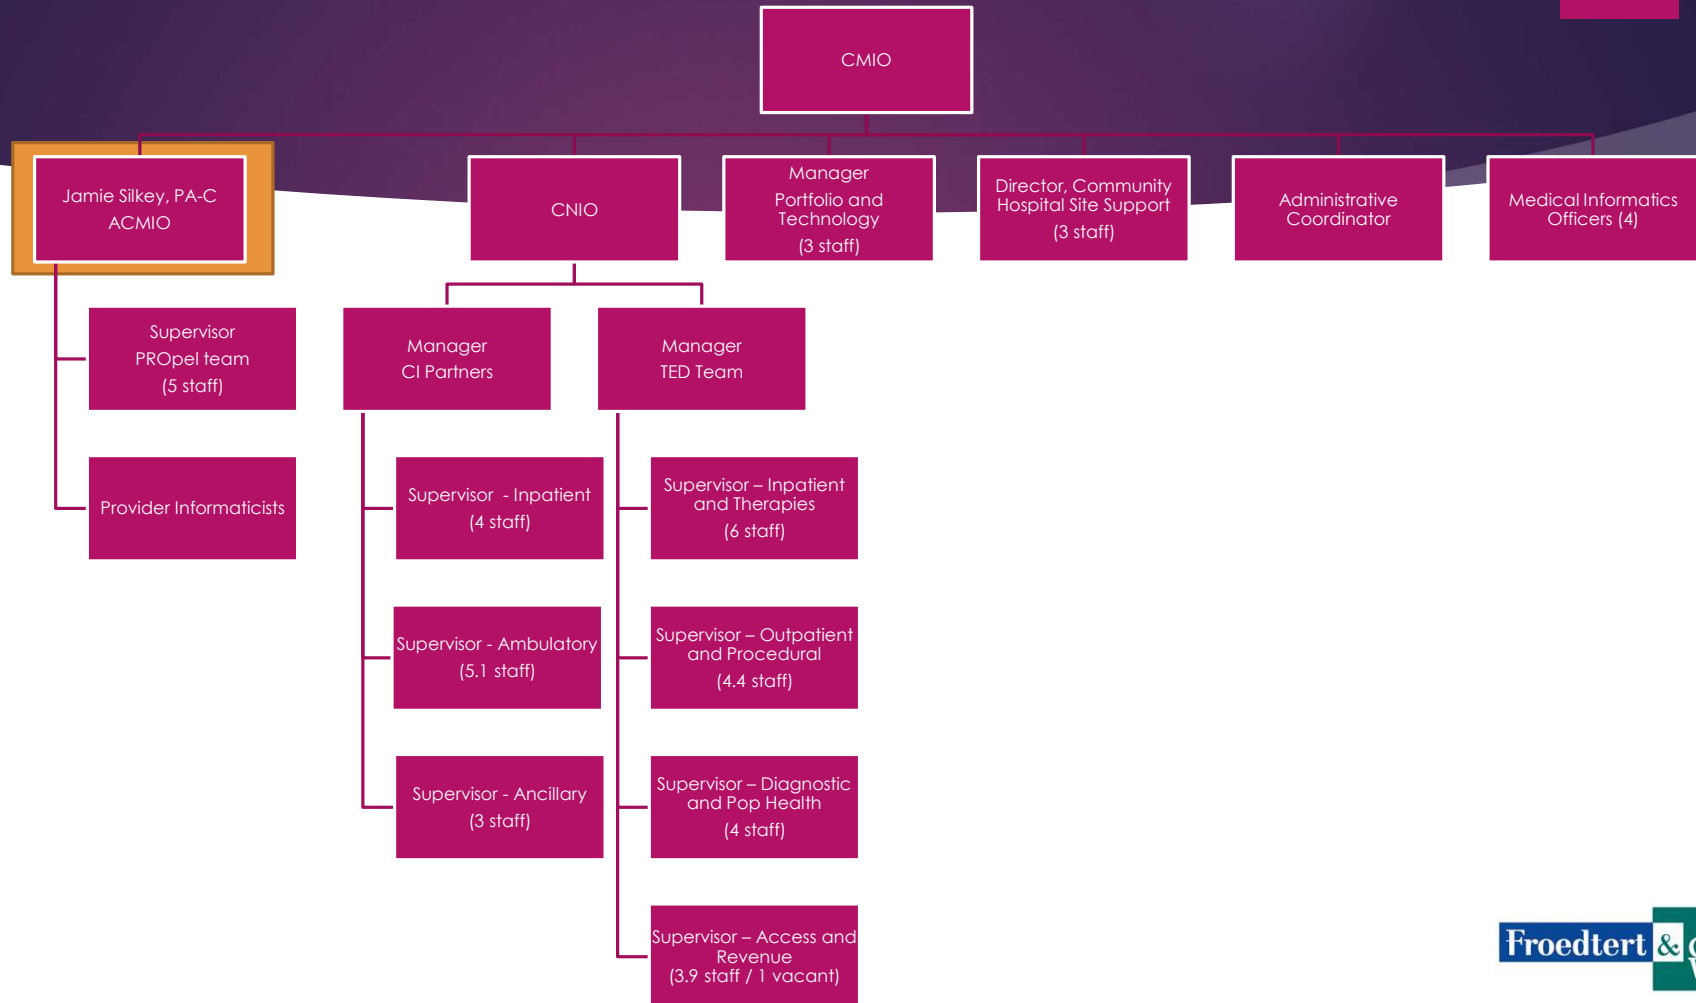 CMIO
Jamie Silkey, PA-C
ACMIO
CNIO
Manager
Portfolio and
Technology
(3 staff)
Director, Community
Hospital Site Support
(3 staff)
Administrative
Coordinator
Medical Informatics
Officers (4)
Supervisor
PROpel team
(5 staff)
Manager
CI Partners
Manager
TED Team
Provider Informaticists
Supervisor - Inpatient
(4 staff)
Supervisor – Inpatient
and Therapies
(6 staff)
Supervisor - Ambulatory
(5.1 staff)
Supervisor – Outpatient
and Procedural
(4.4 staff)
Supervisor - Ancillary
(3 staff)
Supervisor – Diagnostic
and Pop Health
(4 staff)
Supervisor – Access and
Revenue
(3.9 staff / 1 vacant)
Froedtert &